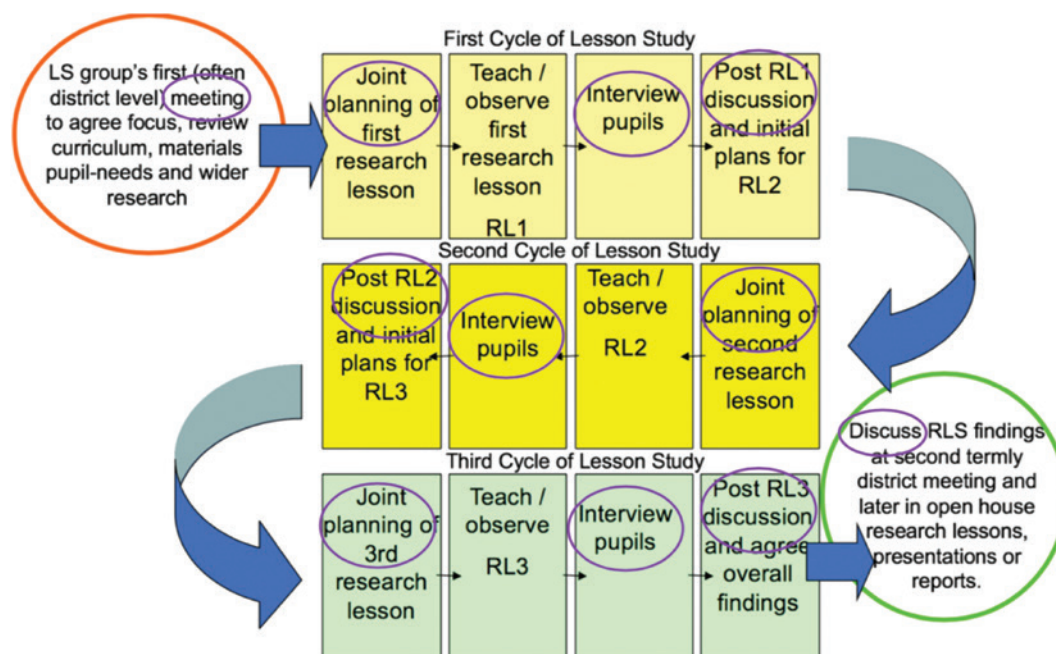 LS group's first (often
district level) meeting
to agree focus, review
curriculum, materials
pupil-needs and wider
research
First Cycle of Lesson Study
Joint
planning of
first
research
lesson
Teach /
observe
first
research
lesson
RL1
Interview
pupils
Post RL1
discussion
and initial
plans for
RL2
Second Cycle of Lesson Study
Post RL2
discussion
and initial
plans for
RL3
Interview
pupils
Teach /
observe
RL2
Joint
planning of
second
research
lesson
Third Cycle of Lesson Study
Joint
planning of
3rd
research
lesson
Teach /
observe
RL3
Interview
pupils
Post RL3
discussion
and agree
overall
findings
Discuss RLS findings
at second termly
district meeting and
later in open house
research lessons,
presentations or
reports.